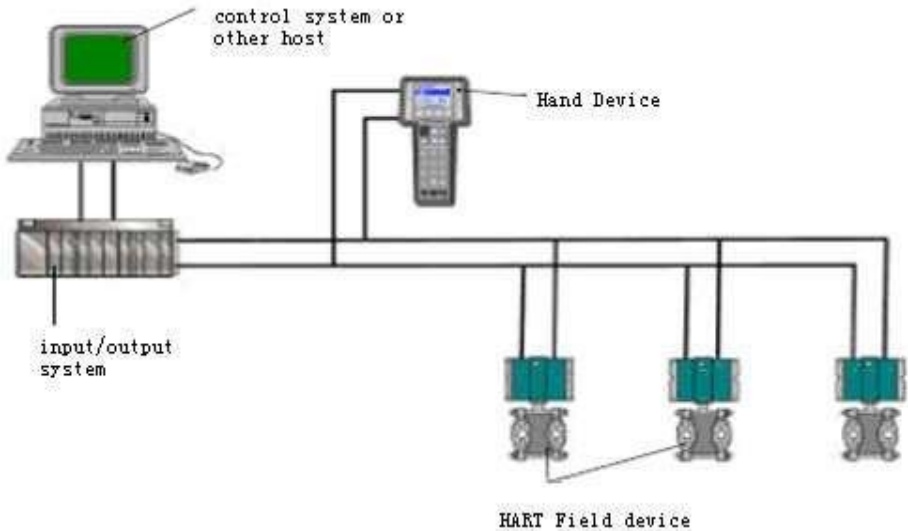 control system or
other host
Hand Device
input/output
system
HART Field device